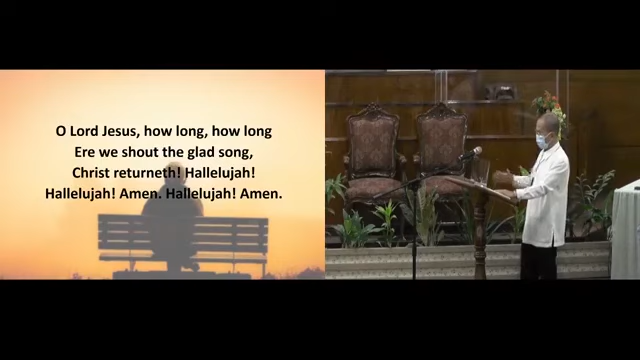 O Lord Jesus, how long, how long
Ere we shout the glad song,
Christ returneth! Hallelujah!
Hallelujah! Amen. Hallelujah! Amen.